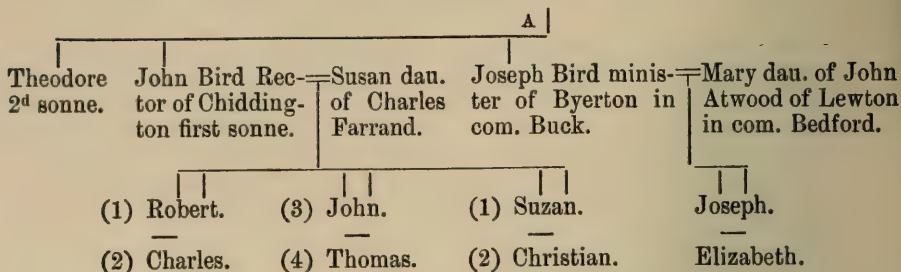 A
Theodore
2d sonne.
John Bird Rec-
tor of Chidding-
ton first sonne.
Susan dau.
of Charles
Farrand.
Joseph Bird minis-
ter of Byerton in
com. Buck.
Mary dau. of John
Atwood of Lewton
in com. Bedford.
(1) Robert.
(2) Charles.
(3) John.
(4) Thomas.
(1) Suzan.
(2) Christian.
Joseph.
Elizabeth.